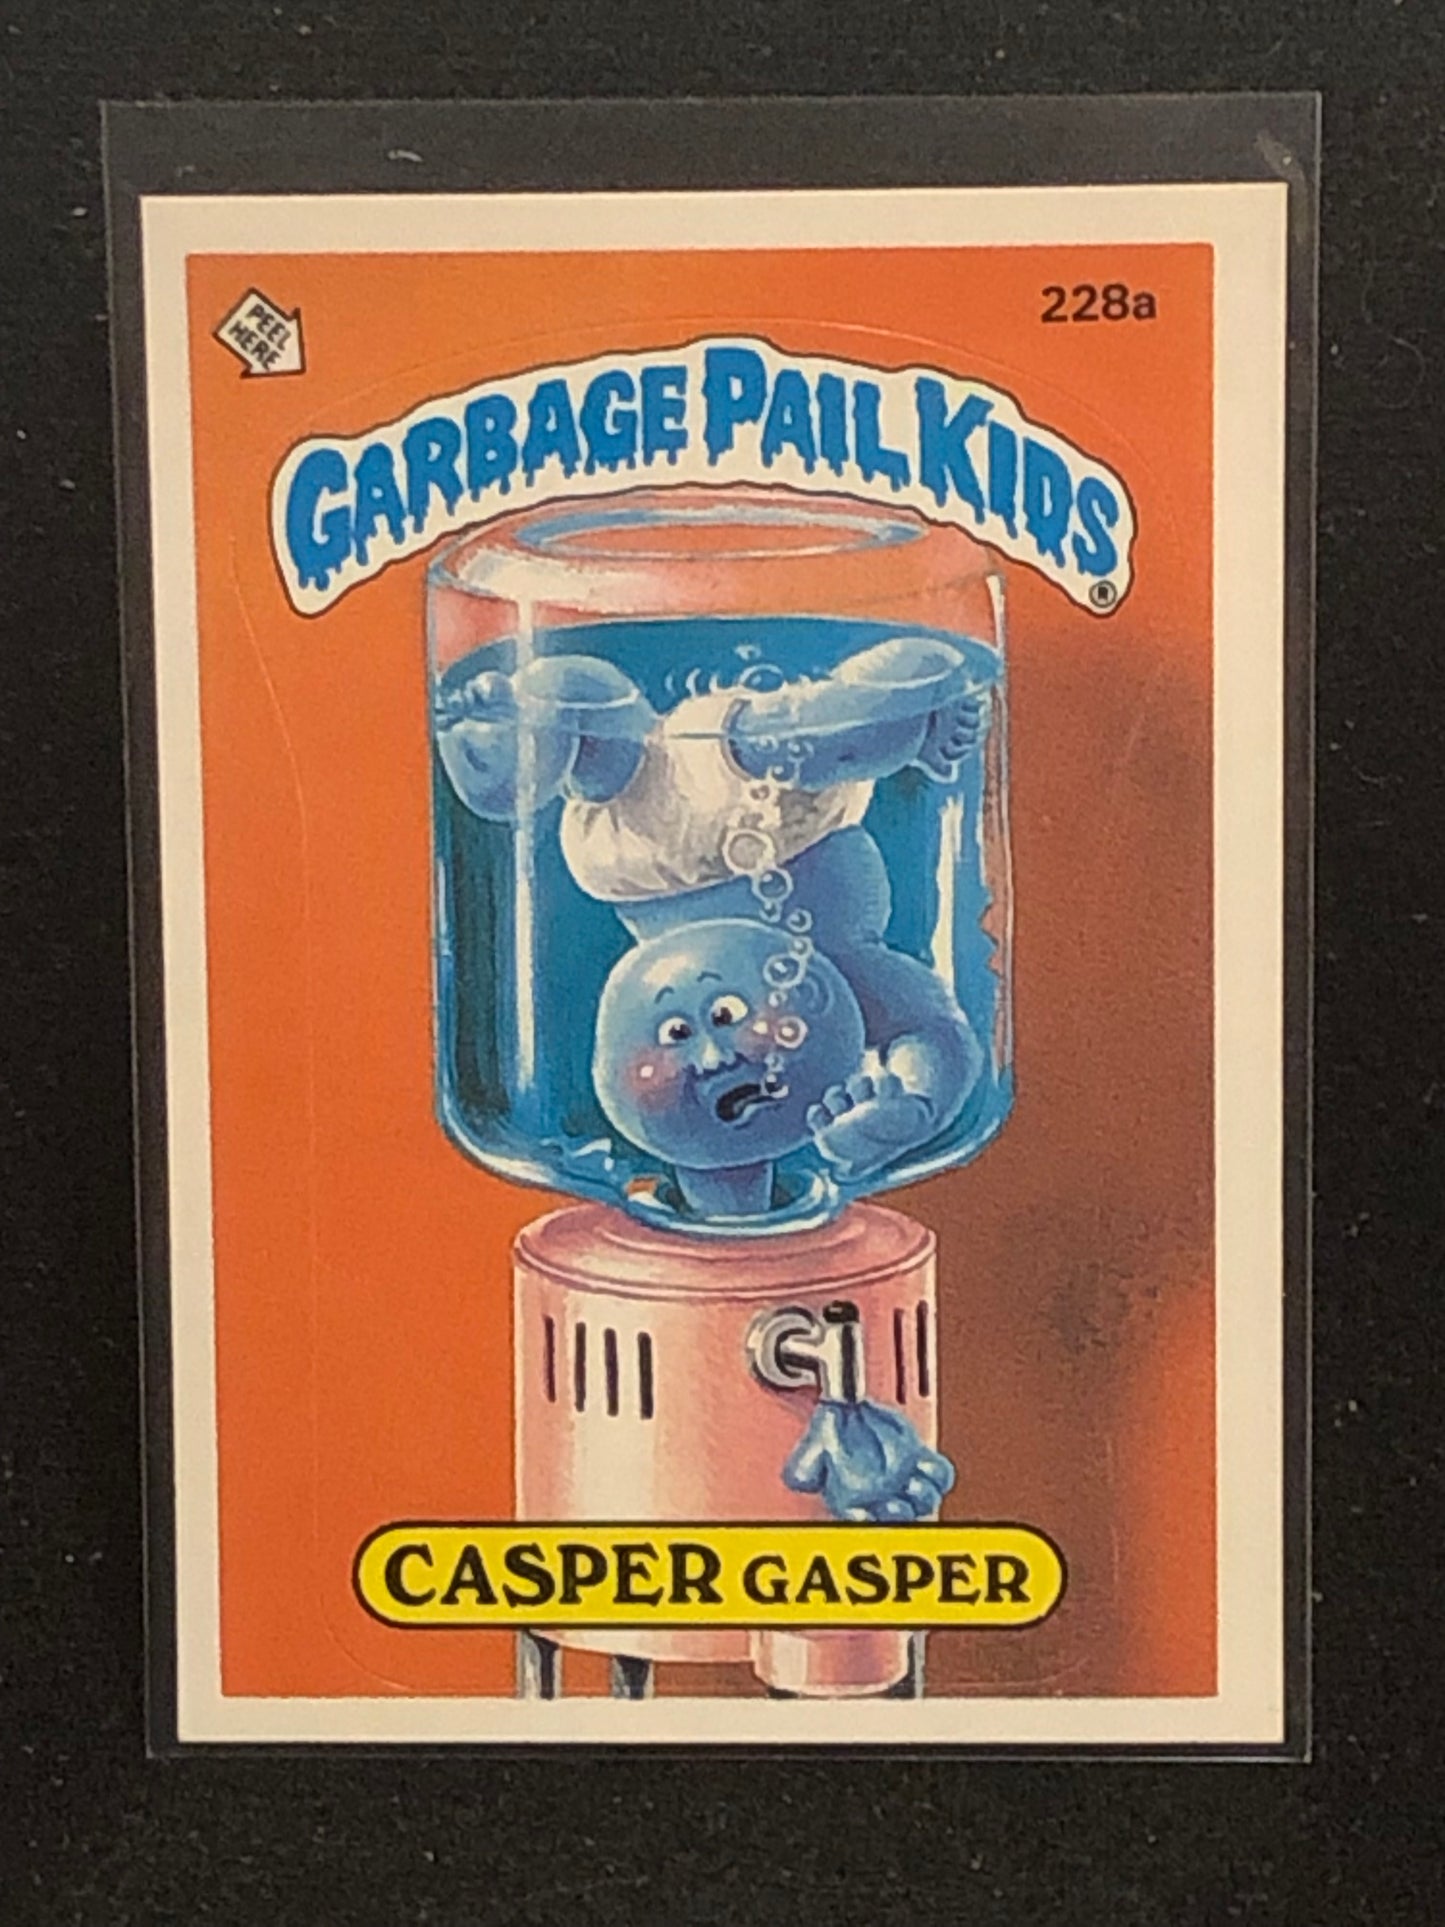 PEEL
HERE
228a
GARBAGE PAIL KIDS
®
CASPER GASPER